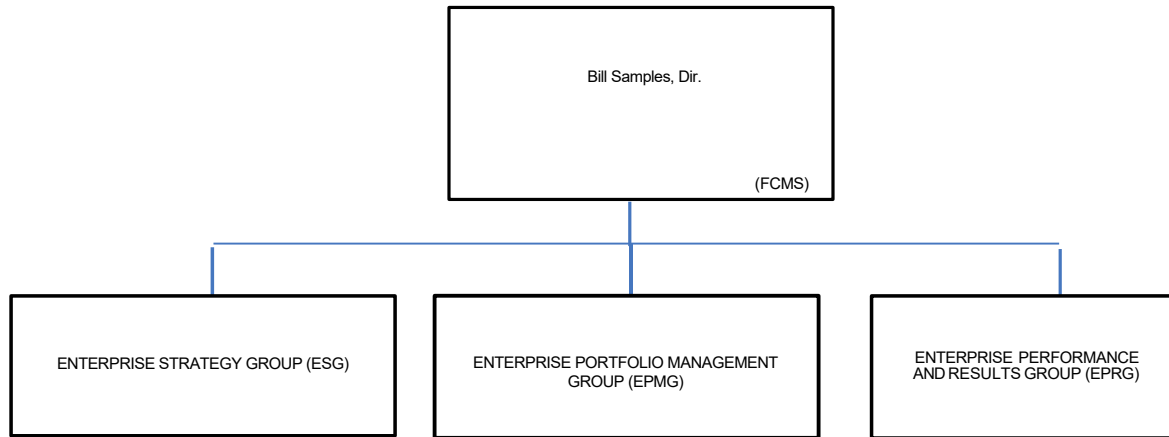 Bill Samples, Dir.
(FCMS)
ENTERPRISE STRATEGY GROUP (ESG)
ENTERPRISE PORTFOLIO MANAGEMENT
GROUP (EPMG)
ENTERPRISE PERFORMANCE
AND RESULTS GROUP (EPRG)